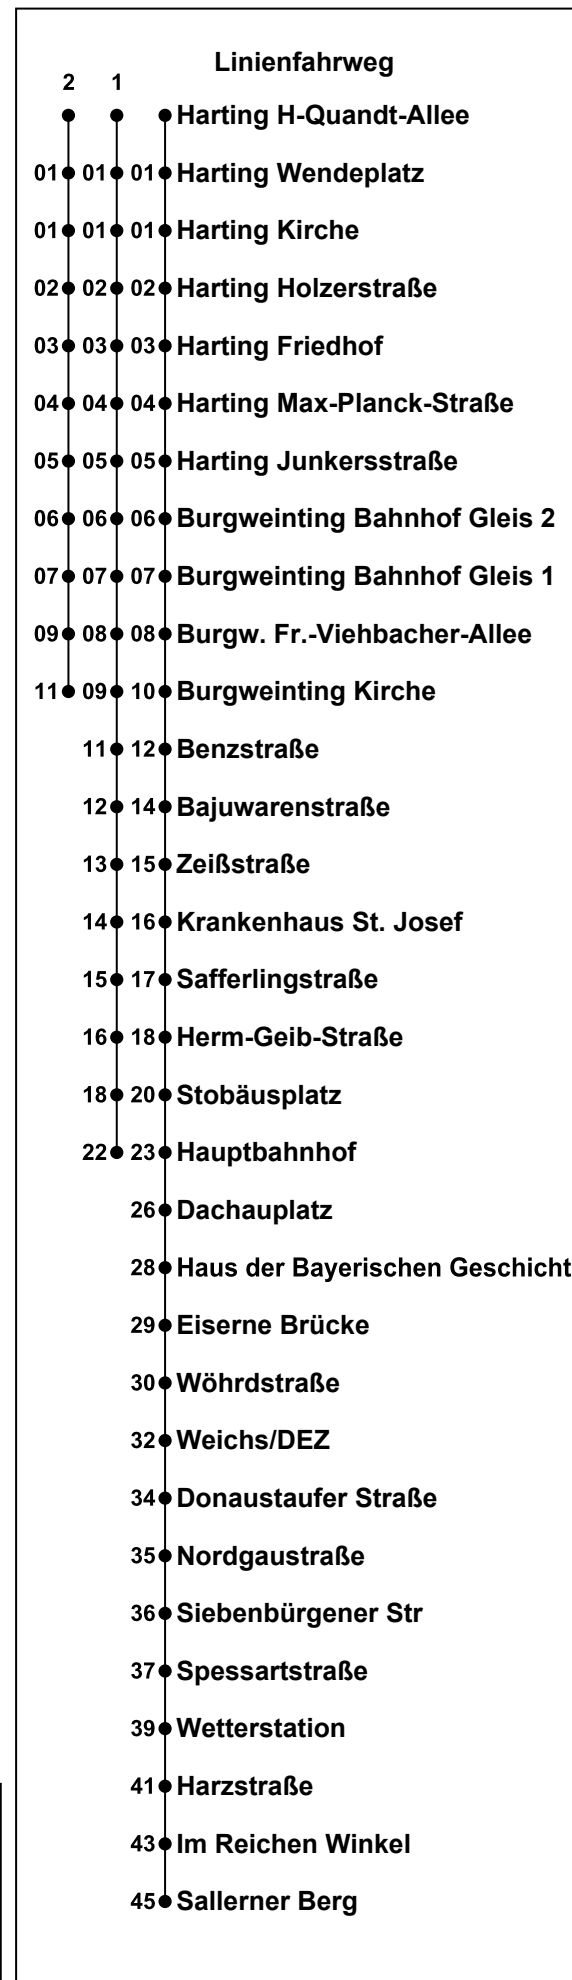 Linienfahrweg
2 1
Harting H-Quandt-Allee
01 01 01 Harting Wendeplatz
01 01 01 Harting Kirche
02 02 02 Harting Holzerstraße
03 03 03 Harting Friedhof
04 04 04 Harting Max-Planck-Straße
05 05 05 Harting Junkersstraße
06 06 06 Burgweinting Bahnhof Gleis 2
07 07 07 Burgweinting Bahnhof Gleis 1
09 08 08 Burgw. Fr.-Viehbacher-Allee
11 09 10 Burgweinting Kirche
11 12 Benzstraße
12 14 Bajuwarenstraße
13 15 Zeißstraße
14 16 Krankenhaus St. Josef
15 17 Safferlingstraße
16 18 Herm-Geib-Straße
18 20 Stobäusplatz
22 23 Hauptbahnhof
26 Dachauplatz
28 Haus der Bayerischen Geschicht
29 Eiserne Brücke
30 Wöhrdstraße
32 Weichs/DEZ
34 Donaustaufer Straße
35 Nordgaustraße
36 Siebenbürgener Str
37 Spessartstraße
39 Wetterstation
41 Harzstraße
43 Im Reichen Winkel
45 Sallerner Berg